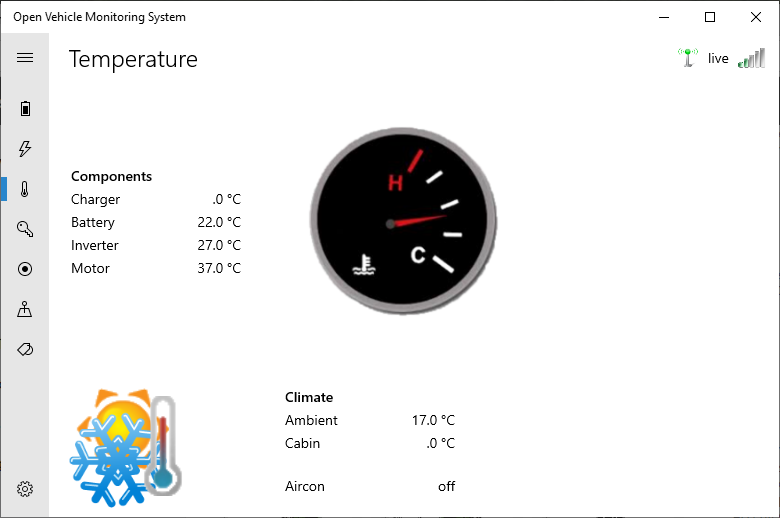 Open Vehicle Monitoring System
Temperature
live
Components
Charger .0 °C
Battery 22.0 °C
Inverter 27.0 °C
Motor 37.0 °C
H
C
Climate
Ambient 17.0 °C
Cabin .0 °C
Aircon off